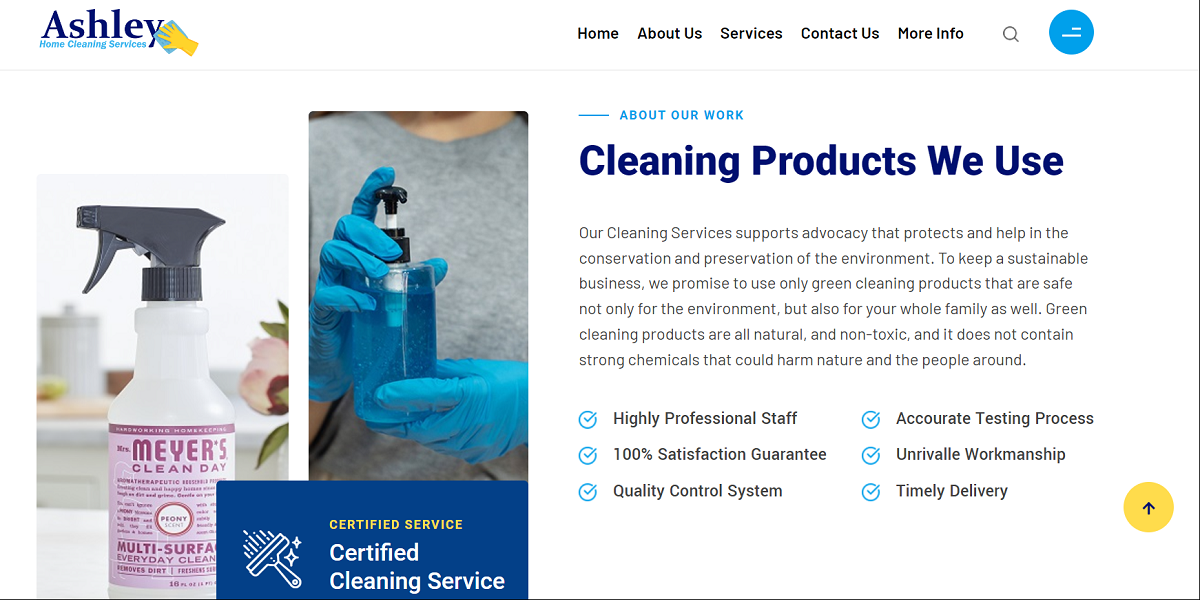 Ashley
Home Cleaning Services
Home About Us Services Contact Us More Info
ABOUT OUR WORK
Cleaning Products We Use
Our Cleaning Services supports advocacy that protects and help in the
conservation and preservation of the environment. To keep a sustainable
business, we promise to use only green cleaning products that are safe
not only for the environment, but also for your whole family as well. Green
cleaning products are all natural, and non-toxic, and it does not contain
strong chemicals that could harm nature and the people around.
Highly Professional Staff
Accourate Testing Process
100% Satisfaction Guarantee
Unrivalle Workmanship
Quality Control System
Timely Delivery
HARDWORKING HOMEKEEPING
Mrs. MEYER'S
CLEAN DAY
AROMATHERAPEUTIC HOUSEHOLD
PEONY
SCENT
MULTI-SURFA
EVERYDAY CLEAN
REMOVES DIRT | FRESHENS SU
16 FL OZ (1 PT)
CERTIFIED SERVICE
Certified
Cleaning Service